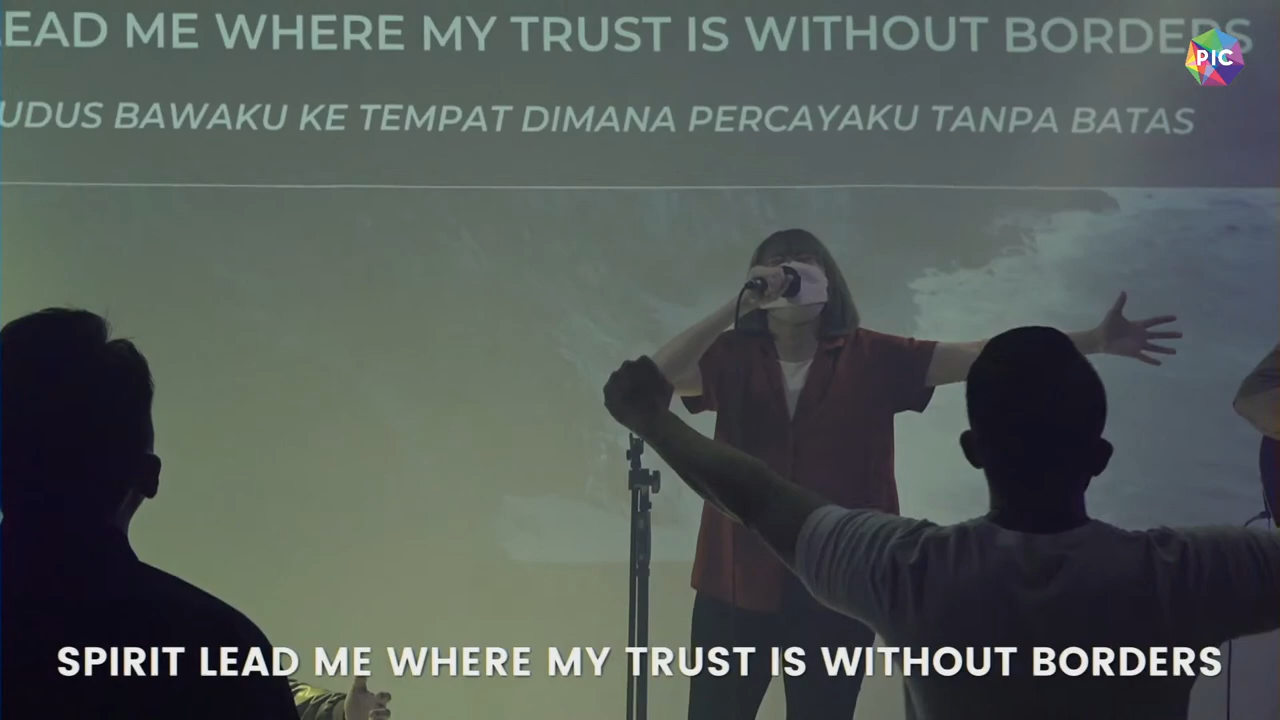 EAD ME WHERE MY TRUST IS WITHOUT BORDERS
PIC
UDUS BAWAKU KE TEMPAT DIMANA PERCAYAKU TANPA BATAS
SPIRIT LEAD ME WHERE MY TRUST IS WITHOUT BORDERS